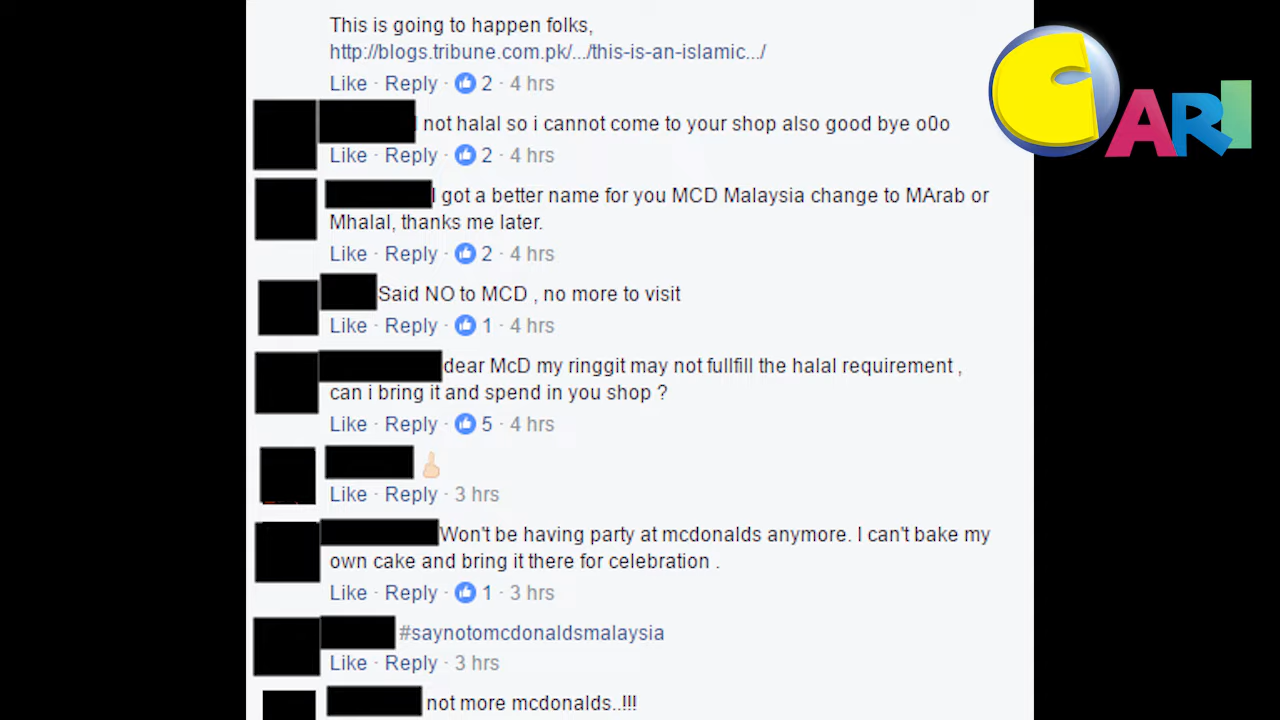 This is going to happen folks,
http://blogs.tribune.com.pk/.../this-is-an-islamic.../
Like · Reply · 2 · 4 hrs
CARI
I not halal so i cannot come to your shop also good bye o0o
Like · Reply · 2 · 4 hrs
I got a better name for you MCD Malaysia change to MArab or
Mhalal, thanks me later.
Like · Reply · 2 · 4 hrs
Said NO to MCD , no more to visit
Like · Reply · 1 · 4 hrs
dear McD my ringgit may not fullfill the halal requirement ,
can i bring it and spend in you shop ?
Like · Reply · 5 · 4 hrs
Like · Reply · 3 hrs
Won't be having party at mcdonalds anymore. I can't bake my
own cake and bring it there for celebration .
Like · Reply · 1 · 3 hrs
#saynotomcdonaldsmalaysia
Like · Reply · 3 hrs
not more mcdonalds..!!!